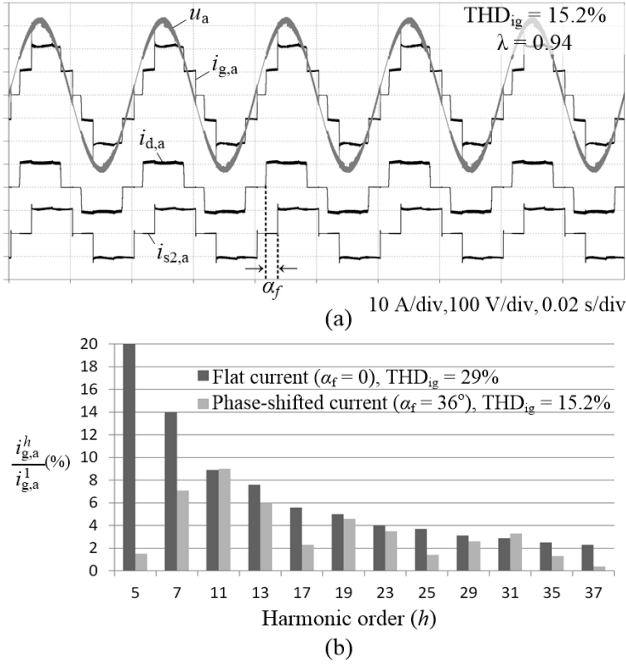 uₐ
THD_ig = 15.2%
λ = 0.94
i_g,a
i_d,a
i_s2,a
α_f
10 A/div,100 V/div, 0.02 s/div
(a)
20
18
16
14
12
10
8
6
4
2
0
Flat current (α_f = 0), THD_ig = 29%
Phase-shifted current (α_f = 36°), THD_ig = 15.2%
i^h_g,a
i^1_g,a
(%)
5 7 11 13 17 19 23 25 29 31 35 37
Harmonic order (h)
(b)